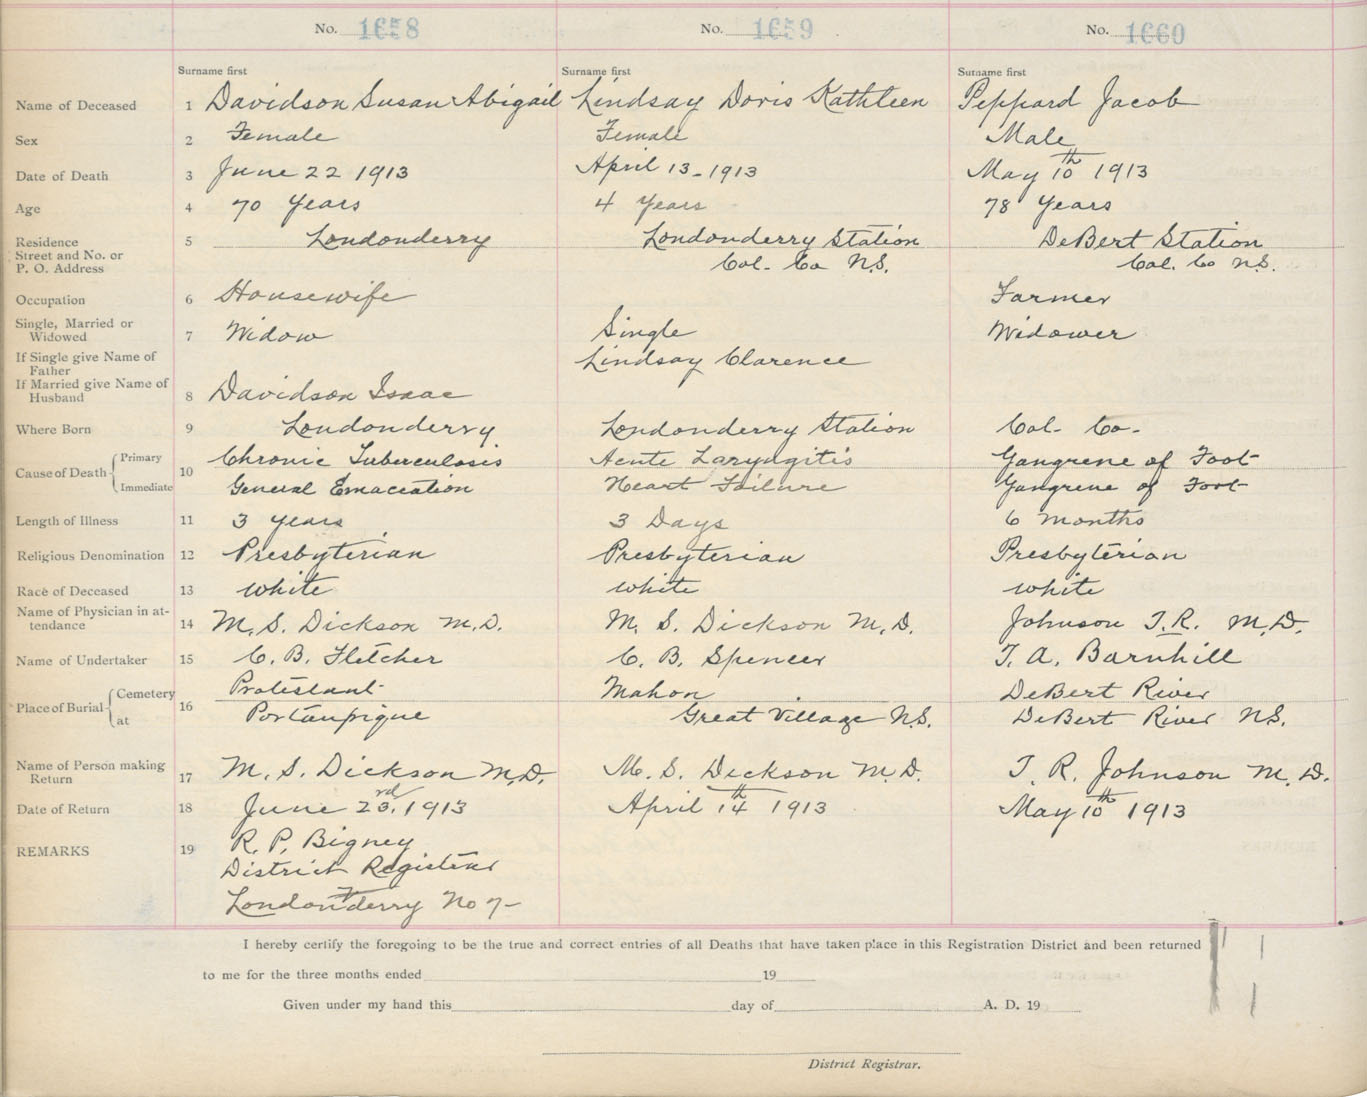 No. 1658 No. 1659 No. 1660
Surname first Surname first Surname first
Name of Deceased 1 Davidson Susan Abigail Lindsay Doris Kathleen Peppard Jacob
Sex 2 Female Female Male
Date of Death 3 June 22 1913 April 13-1913 May 10th 1913
Age 4 70 Years 4 Years 78 Years
Residence
Street and No. or
P. O. Address 5 Londonderry Londonderry Station DeBert Station
Col. Co N.S. Col. Co N.S.
Occupation 6 Housewife Farmer
Single, Married or
Widowed 7 Widow Single Widower
If Single give Name of
Father Lindsay Clarence
If Married give Name of
Husband 8 Davidson Isaac
Where Born 9 Londonderry Londonderry Station Col. Co.
Cause of Death Primary 10 Chronic Tuberculosis Acute Laryngitis Gangrene of Foot
Immediate General Emaceation Heart Failure Gangrene of Foot
Length of Illness 11 3 years 3 Days 6 months
Religious Denomination 12 Presbyterian Presbyterian Presbyterian
Race of Deceased 13 white white white
Name of Physician in at-
tendance 14 M. S. Dickson M.D. M. S. Dickson M.D. Johnson T.R. M.D.
Name of Undertaker 15 C. B. Fletcher C. B. Spencer T. A. Barnhill
Place of Burial Cemetery 16 Protestant Mahon DeBert River
at Portaupique Great Village N.S. DeBert River N.S.
Name of Person making
Return 17 M. S. Dickson M.D. M. S. Dickson M.D. T. R. Johnson M.D.
Date of Return 18 June 23rd, 1913 April 14th 1913 May 10th 1913
REMARKS 19 R. P. Bigney
District Registrar
Londonderry No 7-
I hereby certify the foregoing to be the true and correct entries of all Deaths that have taken place in this Registration District and been returned
to me for the three months ended 19
Given under my hand this day of A. D. 19
District Registrar.